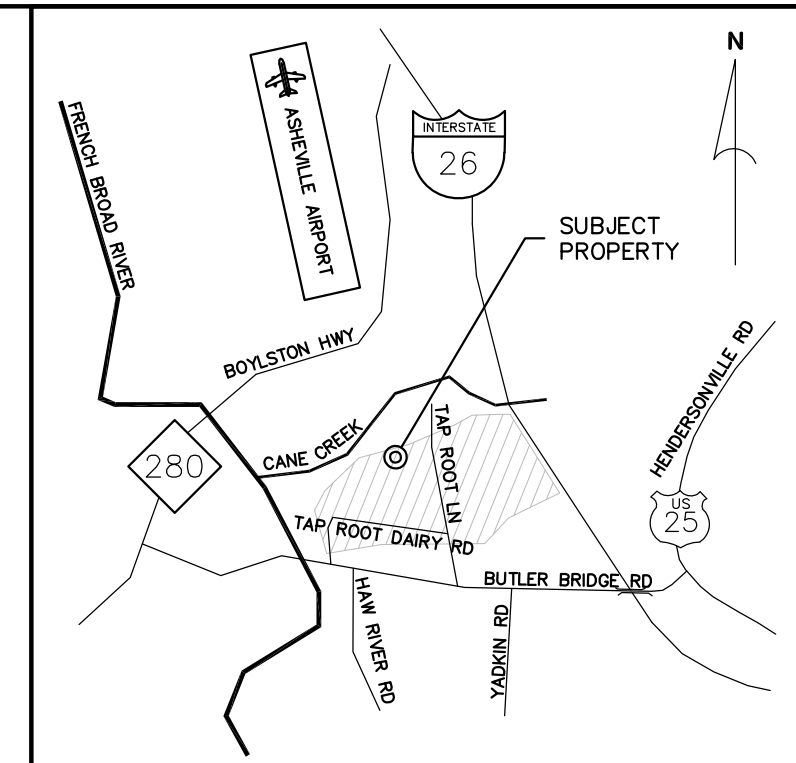 N
INTERSTATE
26
ASHEVILLE AIRPORT
FRENCH BROAD RIVER
SUBJECT
PROPERTY
BOYLSTON HWY
HENDERSONVILLE RD
CANE CREEK
TAP ROOT LN
280
US
25
TAP ROOT DAIRY RD
BUTLER BRIDGE RD
HAW RIVER RD
YADKIN RD